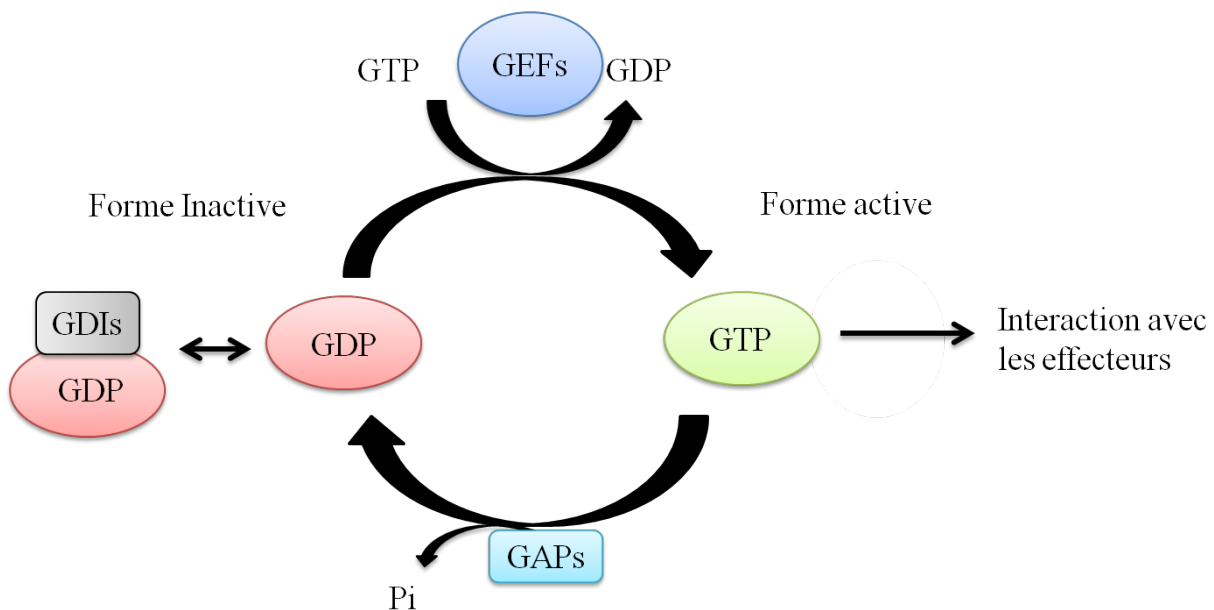 GTP
GEFs
GDP
Forme Inactive
Forme active
GDIs
GDP
GDP
GTP
Interaction avec
les effecteurs
GAPs
Pi